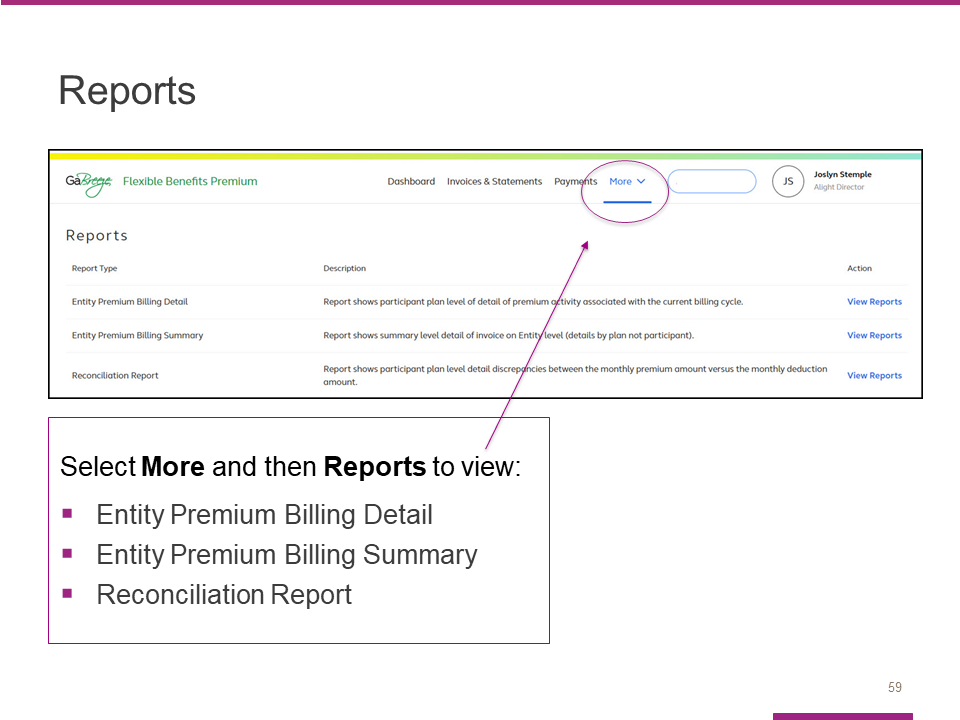 Reports
GaBreeze Flexible Benefits Premium Dashboard Invoices & Statements Payments More JS Joslyn Stemple
Alight Director
Reports
Report Type Description Action
Entity Premium Billing Detail Report shows participant plan level of detail of premium activity associated with the current billing cycle. View Reports
Entity Premium Billing Summary Report shows summary level detail of invoice on Entity level (details by plan not participant). View Reports
Reconciliation Report Report shows participant plan level detail discrepancies between the monthly premium amount versus the monthly deduction View Reports
amount.
Select More and then Reports to view:
Entity Premium Billing Detail
Entity Premium Billing Summary
Reconciliation Report
59